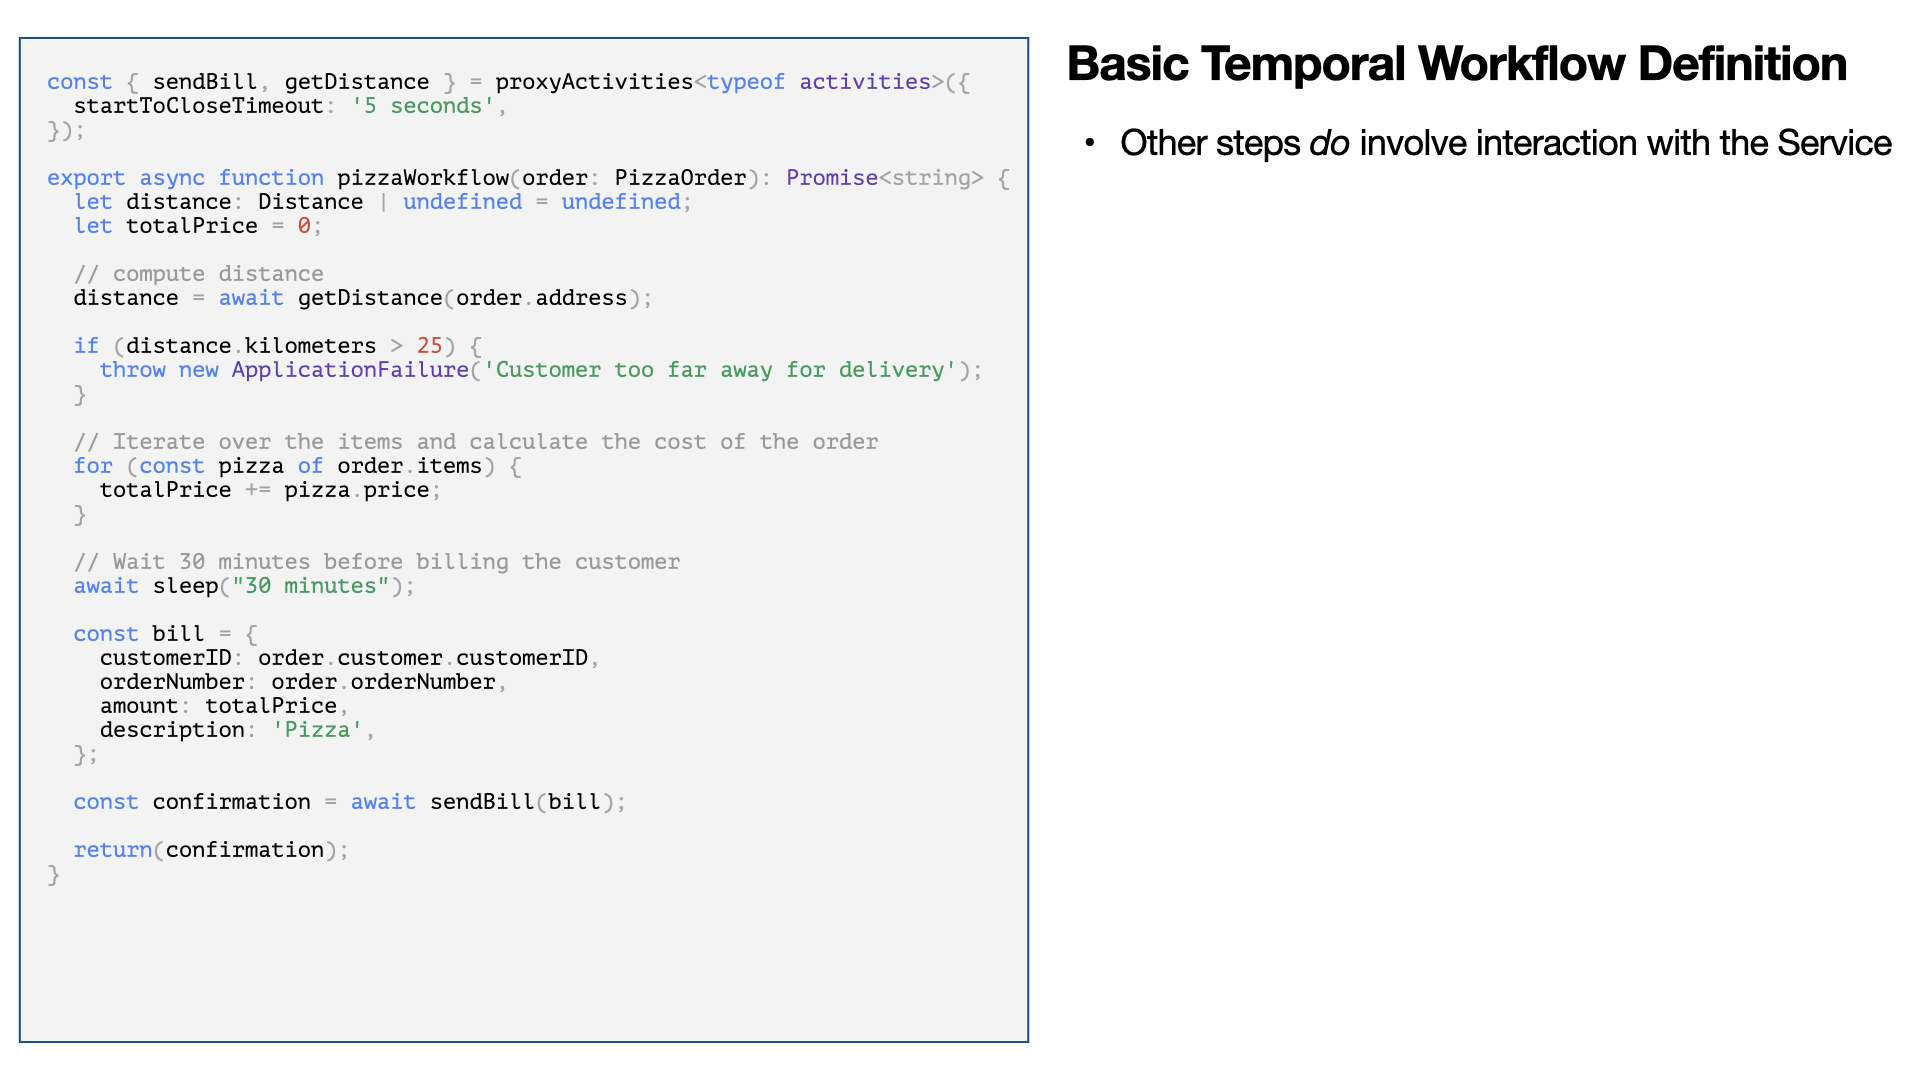 const { sendBill, getDistance } = proxyActivities<typeof activities>({
  startToCloseTimeout: '5 seconds',
});

export async function pizzaWorkflow(order: PizzaOrder): Promise<string> {
  let distance: Distance | undefined = undefined;
  let totalPrice = 0;

  // compute distance
  distance = await getDistance(order.address);

  if (distance.kilometers > 25) {
    throw new ApplicationFailure('Customer too far away for delivery');
  }

  // Iterate over the items and calculate the cost of the order
  for (const pizza of order.items) {
    totalPrice += pizza.price;
  }

  // Wait 30 minutes before billing the customer
  await sleep("30 minutes");

  const bill = {
    customerID: order.customer.customerID,
    orderNumber: order.orderNumber,
    amount: totalPrice,
    description: 'Pizza',
  };

  const confirmation = await sendBill(bill);

  return(confirmation);
}
Basic Temporal Workflow Definition
• Other steps do involve interaction with the Service